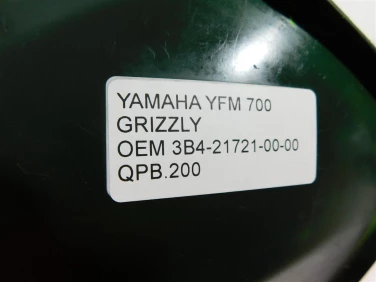 YAMAHA YFM 700
GRIZZLY
OEM 3B4-21721-00-00
QPB.200